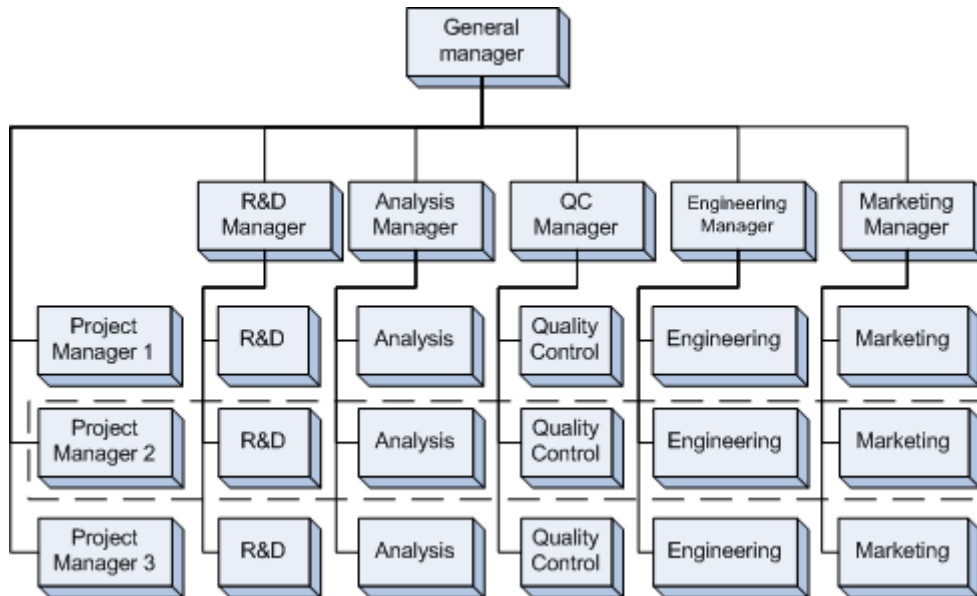 General
manager
R&D
Manager
Analysis
Manager
QC
Manager
Engineering
Manager
Marketing
Manager
Project
Manager 1
R&D
Analysis
Quality
Control
Engineering
Marketing
Project
Manager 2
R&D
Analysis
Quality
Control
Engineering
Marketing
Project
Manager 3
R&D
Analysis
Quality
Control
Engineering
Marketing